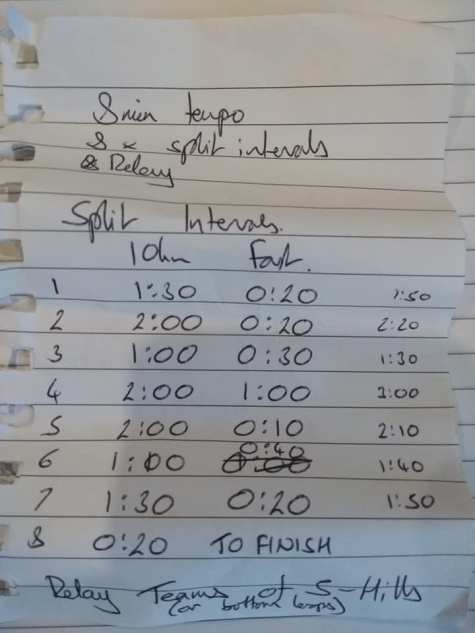 8 min tempo
8 x split intervals
& Relay
Split Intervals.
10km Fast.
1 1:30 0:20 1:50
2 2:00 0:20 2:20
3 1:00 0:30 1:30
4 2:00 1:00 3:00
5 2:00 0:10 2:10
6 1:00 0:40 1:40
7 1:30 0:20 1:50
8 0:20 TO FINISH
Relay Teams of 5 - Hills
(or bottom loops)